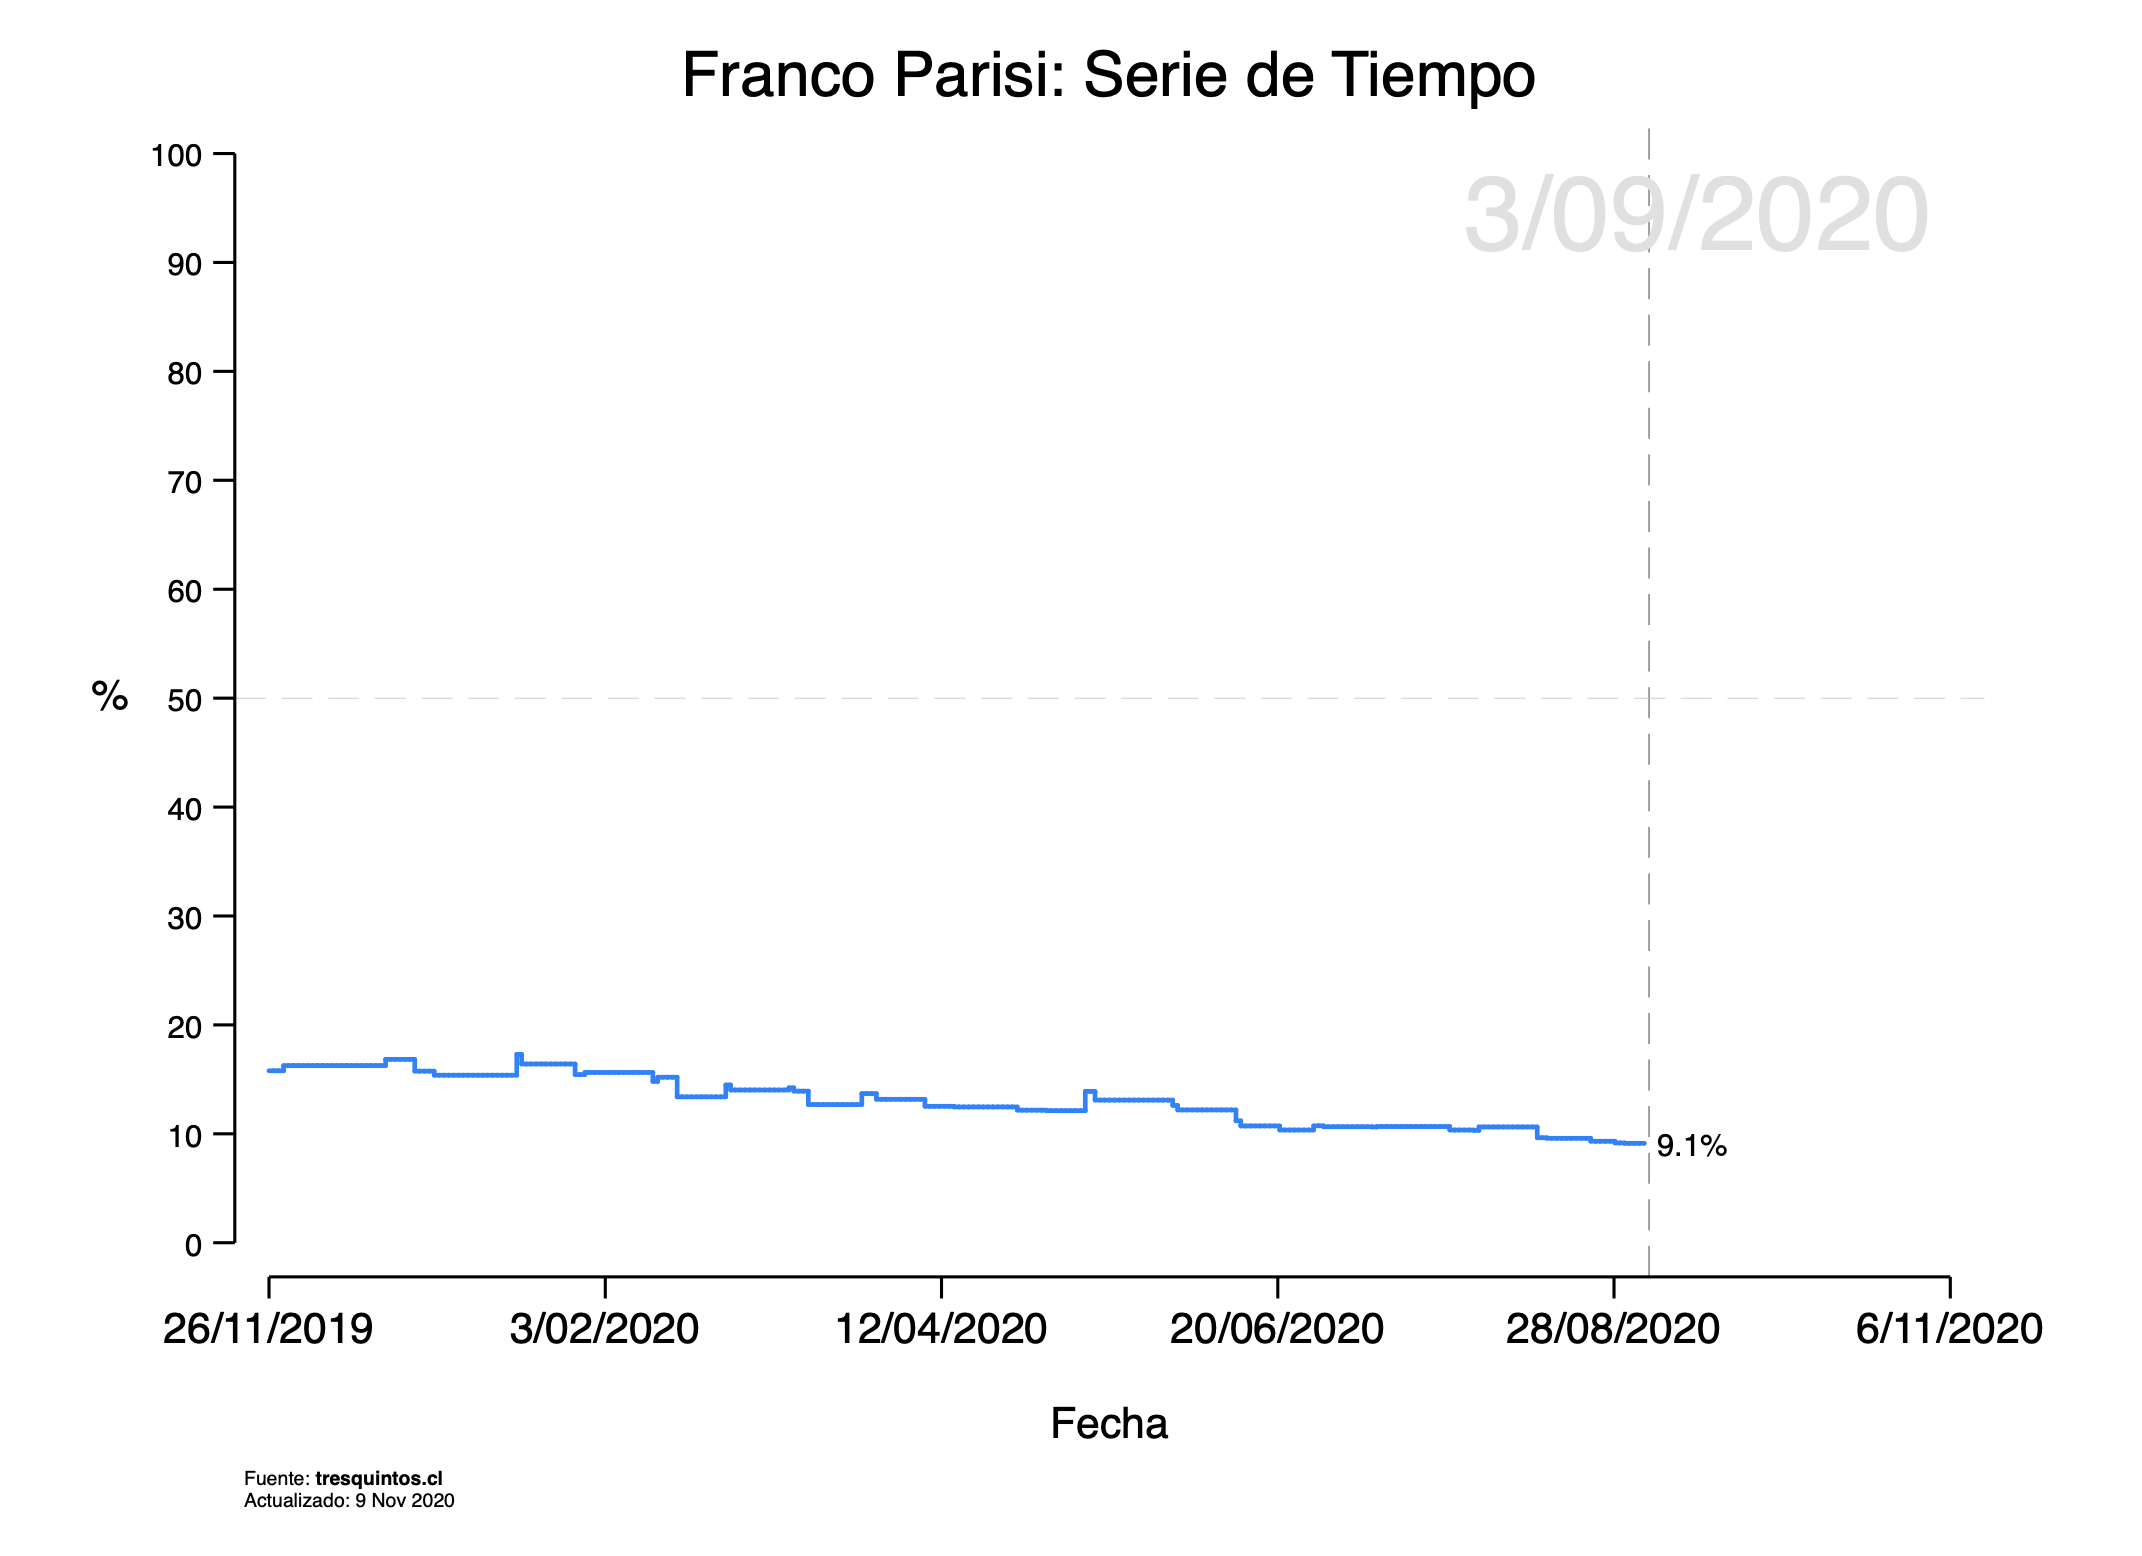 Franco Parisi: Serie de Tiempo
3/09/2020
100
90
80
70
60
%
50
40
30
20
10
0
9.1%
26/11/2019 3/02/2020 12/04/2020 20/06/2020 28/08/2020 6/11/2020
Fecha
Fuente: tresquintos.cl
Actualizado: 9 Nov 2020